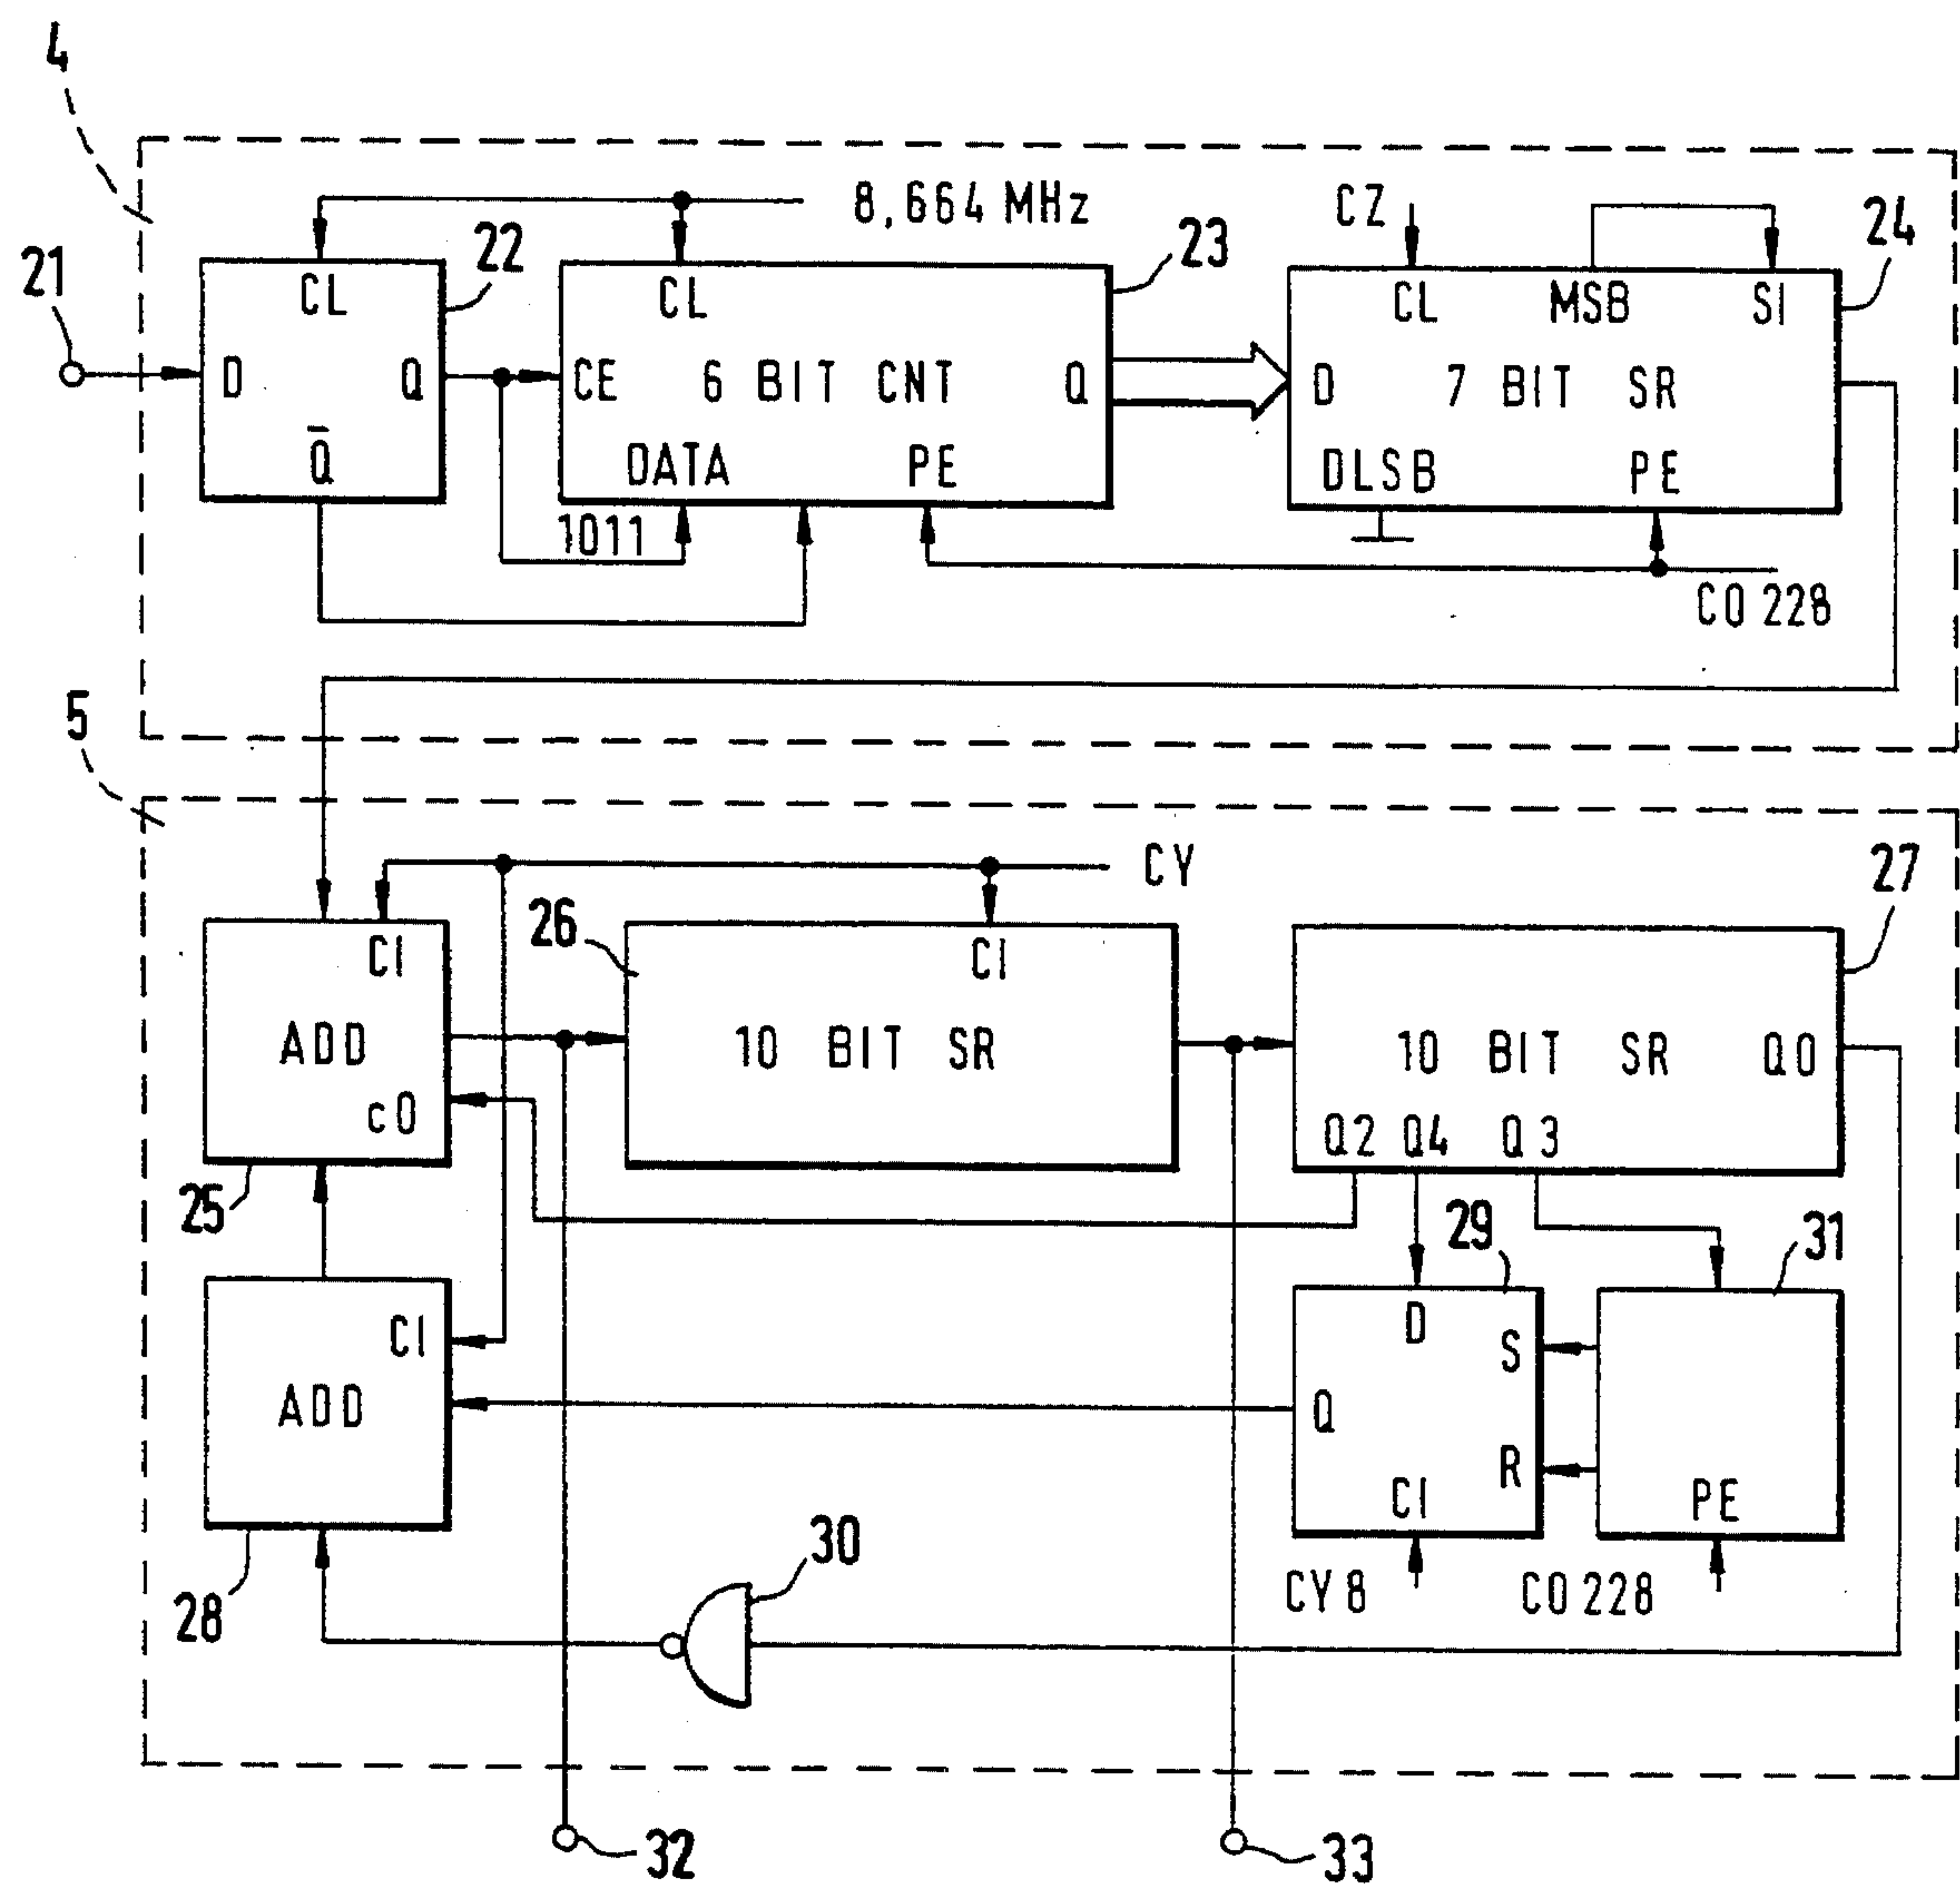 4
8,664 MHz
CZ
21
22
23
24
CL
CL
CL MSB SI
D Q
CE 6 BIT CNT Q
D 7 BIT SR
Q̄
DATA PE
DLSB PE
1011
CO 228
5
CY
26
27
CI
CI
ADD
10 BIT SR
10 BIT SR Q0
cO
Q2 Q4 Q3
25
29
31
CI
D
S
ADD
Q
R
CI
PE
30
CY8
CO 228
28
32
33